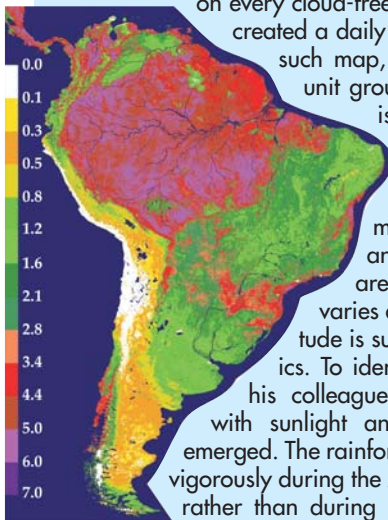 on every cloud-free
created a daily
such map,
unit grou
is
0.0
0.1
0.3
0.5
0.8
1.2
1.6
2.1
2.8
3.4
4.4
5.0
6.0
7.0
m
an
are
varies
tude is su
ics. To iden
his colleague
with sunlight an
emerged. The rainfor
vigorously during the
rather than during